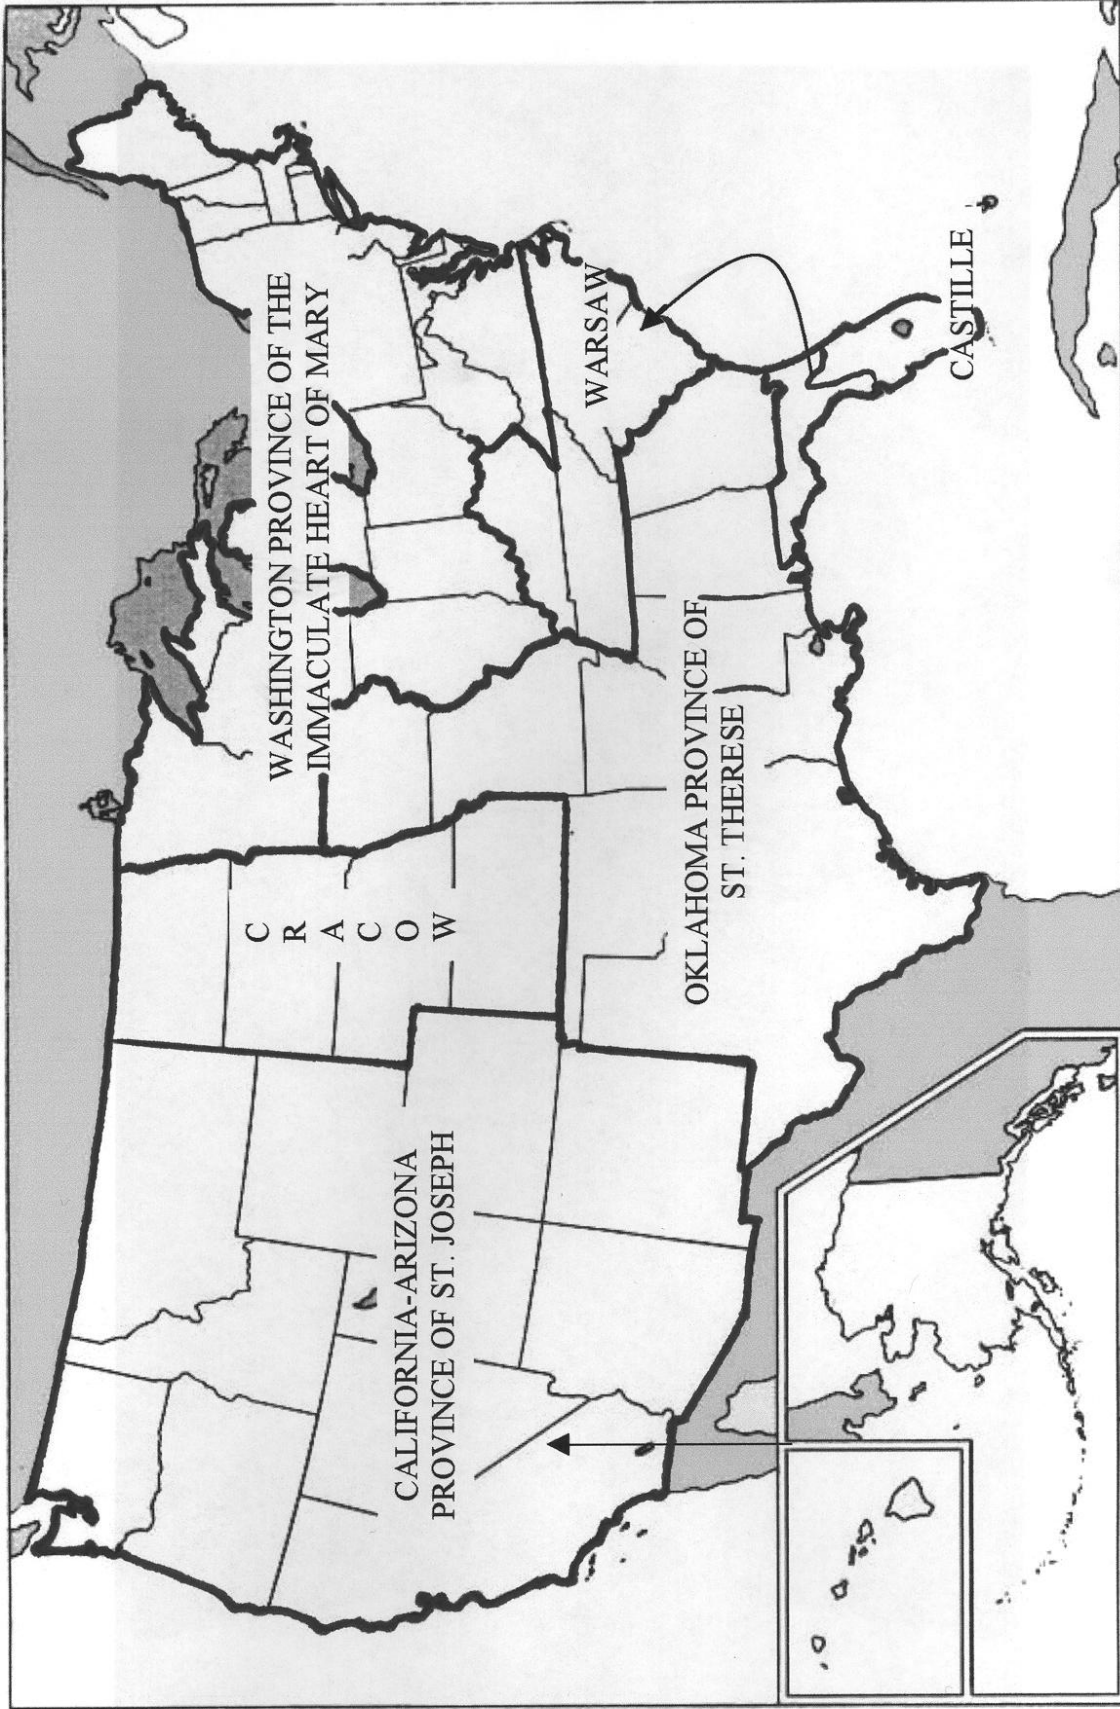 WASHINGTON PROVINCE OF THE
IMMACULATE HEART OF MARY
C
R
A
C
O
W
CALIFORNIA-ARIZONA
PROVINCE OF ST. JOSEPH
WARSAW
OKLAHOMA PROVINCE OF
ST. THERESE
CASTILLE